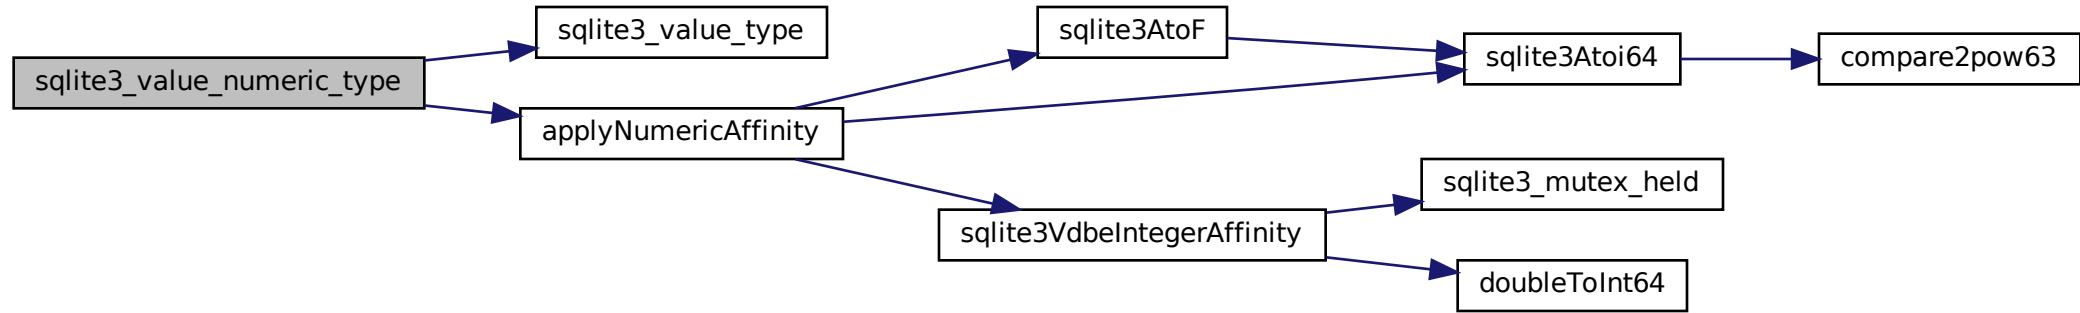 sqlite3_value_numeric_type
sqlite3_value_type
applyNumericAffinity
sqlite3AtoF
sqlite3Atoi64
compare2pow63
sqlite3VdbeIntegerAffinity
sqlite3_mutex_held
doubleToInt64